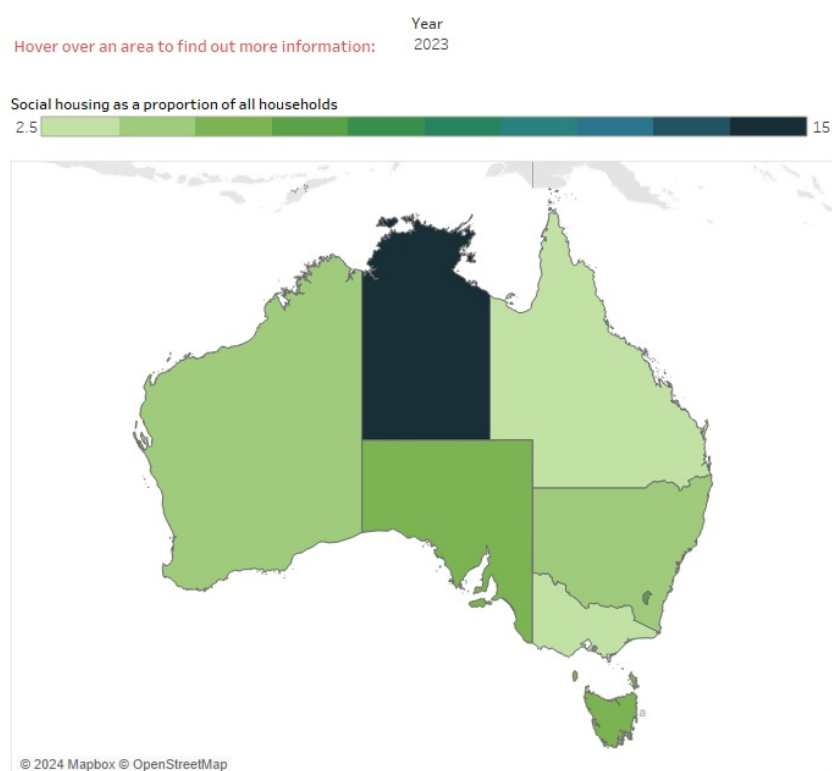 Year
Hover over an area to find out more information:
2023
Social housing as a proportion of all households
2.5
15
a
© 2024 Mapbox © OpenStreetMap